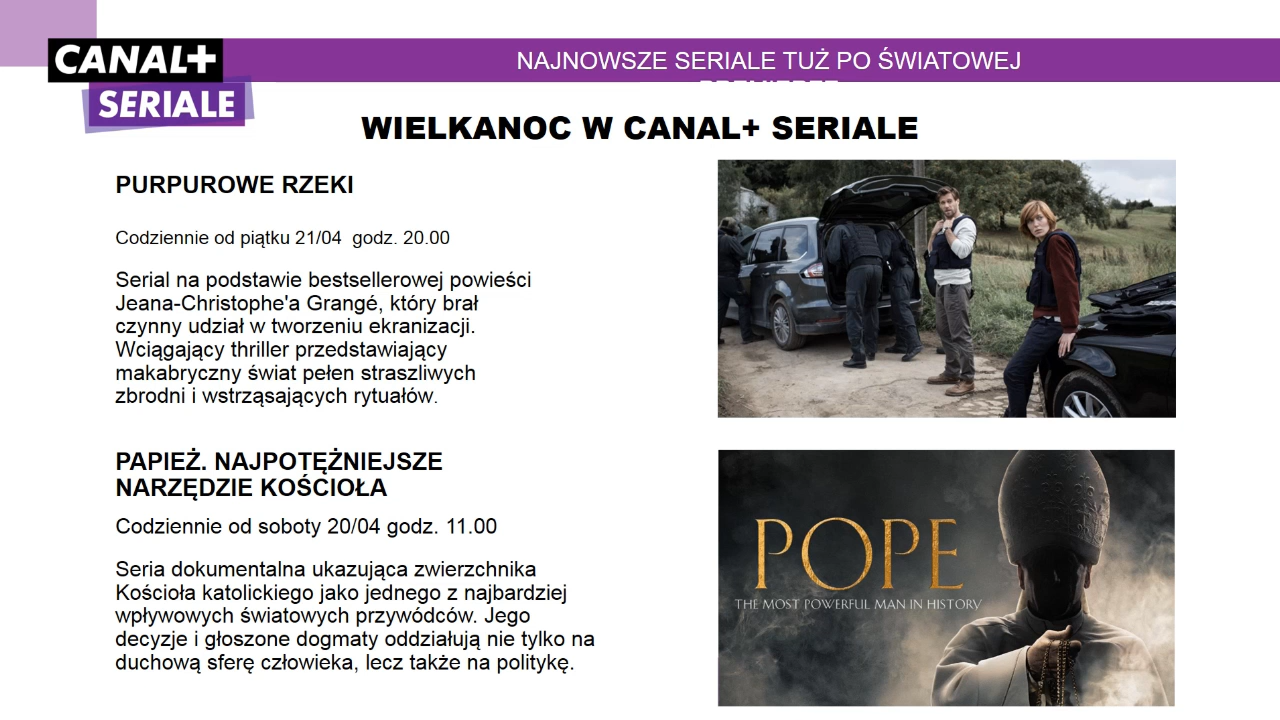 CANAL+
SERIALE
NAJNOWSZE SERIALE TUŻ PO ŚWIATOWEJ
WIELKANOC W CANAL+ SERIALE
PURPUROWE RZEKI
Codziennie od piątku 21/04 godz. 20.00
Serial na podstawie bestsellerowej powieści
Jeana-Christophe'a Grangé, który brał
czynny udział w tworzeniu ekranizacji.
Wciągający thriller przedstawiający
makabryczny świat pełen straszliwych
zbrodni i wstrząsających rytuałów.
PAPIEŻ. NAJPOTĘŻNIEJSZE
NARZĘDZIE KOŚCIOŁA
Codziennie od soboty 20/04 godz. 11.00
Seria dokumentalna ukazująca zwierzchnika
Kościoła katolickiego jako jednego z najbardziej
wpływowych światowych przywódców. Jego
decyzje i głoszone dogmaty oddziałują nie tylko na
duchową sferę człowieka, lecz także na politykę.
POPE
THE MOST POWERFUL MAN IN HISTORY